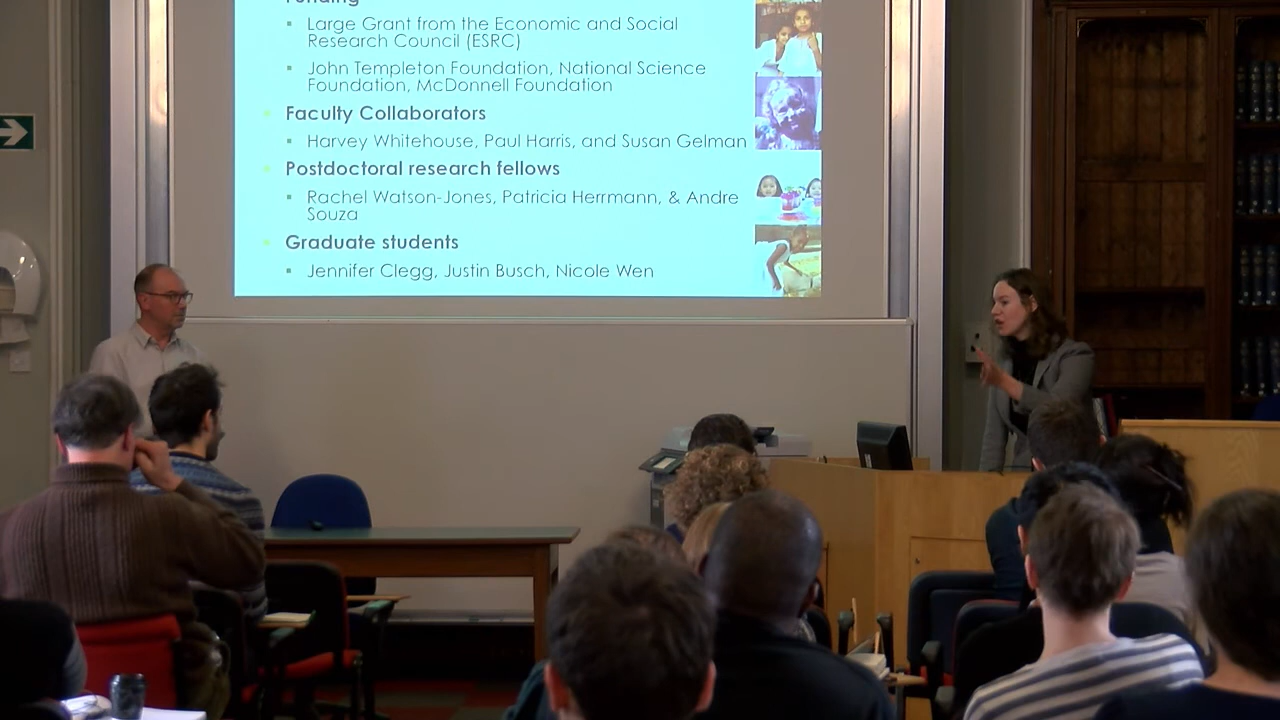 Funding
Large Grant from the Economic and Social
Research Council (ESRC)
John Templeton Foundation, National Science
Foundation, McDonnell Foundation
Faculty Collaborators
Harvey Whitehouse, Paul Harris, and Susan Gelman
Postdoctoral research fellows
Rachel Watson-Jones, Patricia Herrmann, & Andre
Souza
Graduate students
Jennifer Clegg, Justin Busch, Nicole Wen